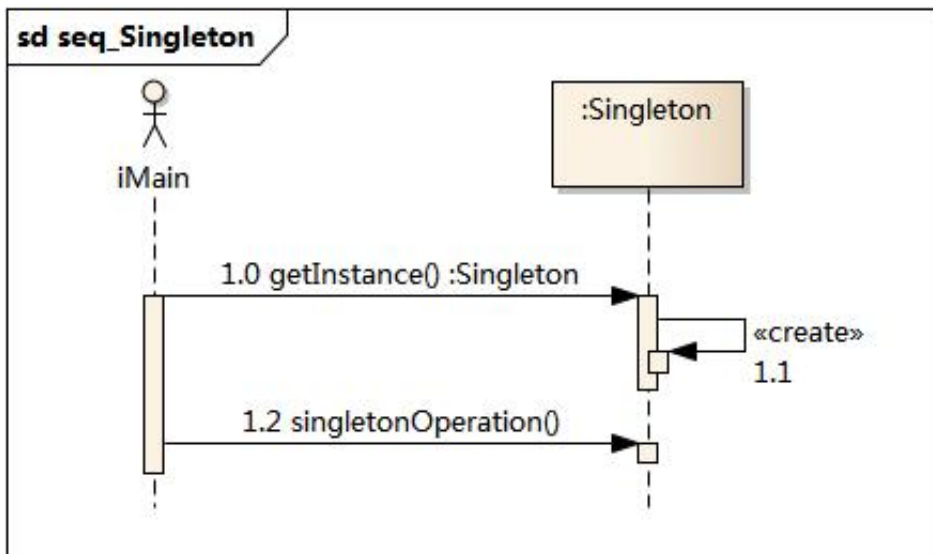 sd seq_Singleton
iMain
:Singleton
1.0 getInstance() :Singleton
«create»
1.1
1.2 singletonOperation()